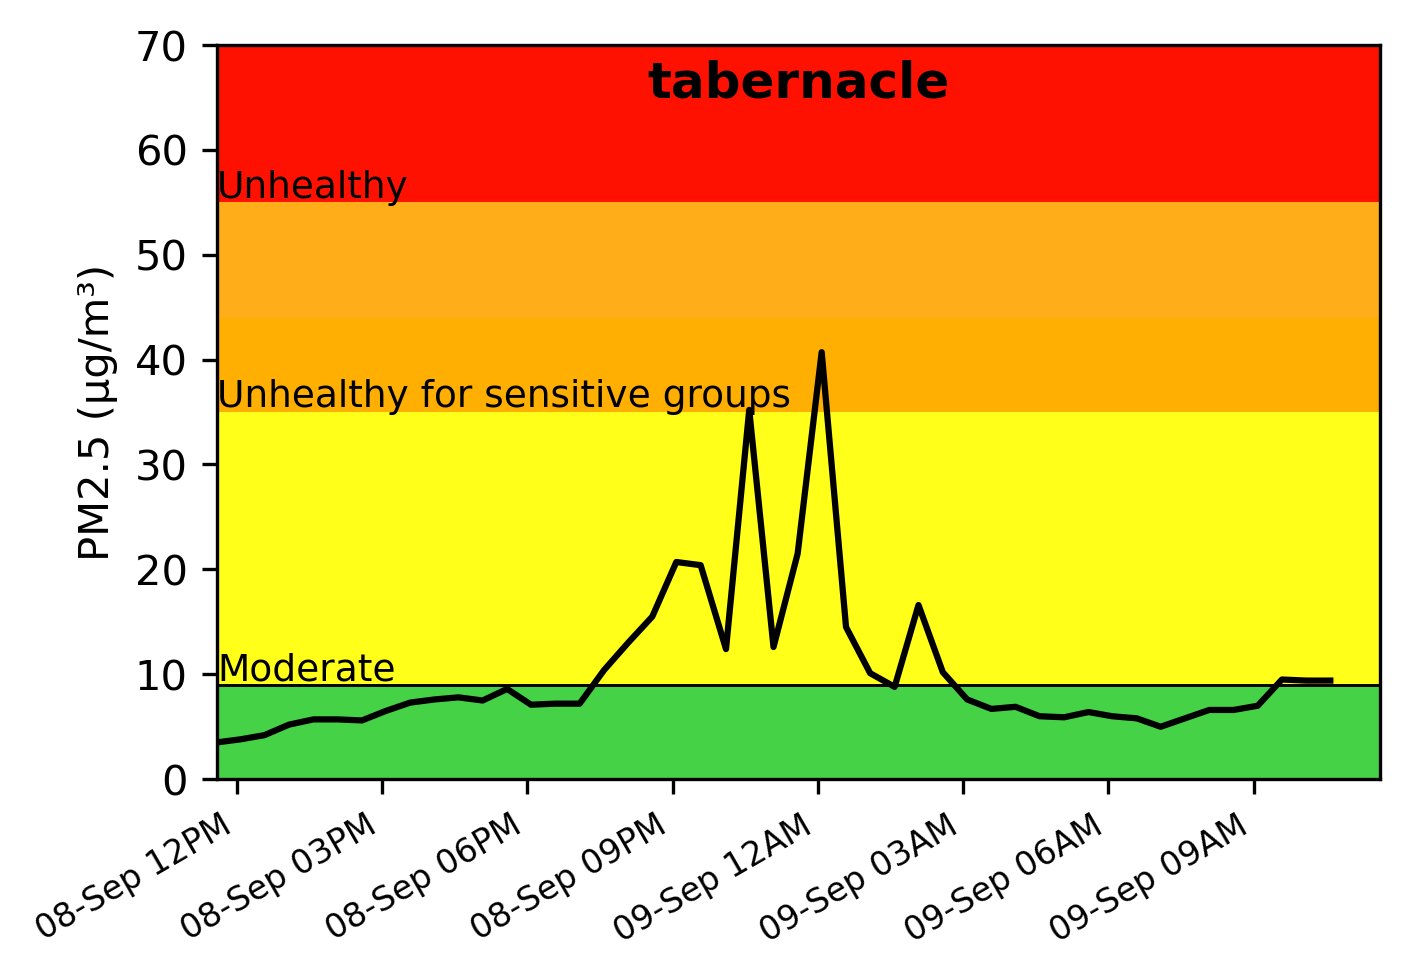 tabernacle
70
60
Unhealthy
50
40
Unhealthy for sensitive groups
30
20
10
Moderate
0
PM2.5 (µg/m³)
08-Sep 12PM
08-Sep 03PM
08-Sep 06PM
08-Sep 09PM
09-Sep 12AM
09-Sep 03AM
09-Sep 06AM
09-Sep 09AM